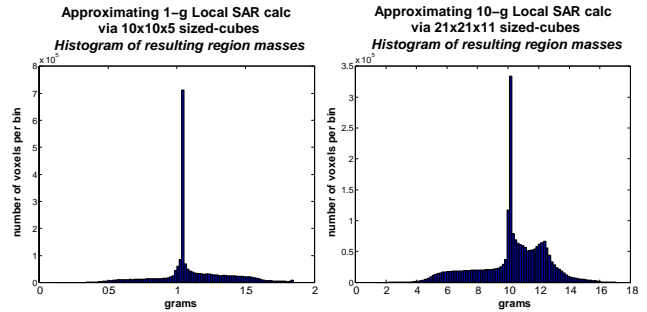 Approximating 1-g Local SAR calc
via 10x10x5 sized-cubes
Histogram of resulting region masses
x 10^5
8
7
6
5
4
3
2
1
0
number of voxels per bin
0 05 1 15 2
grams
Approximating 10-g Local SAR calc
via 21x21x11 sized-cubes
Histogram of resulting region masses
x 10^5
3.5
3
2.5
2
1.5
1
0.5
0
number of voxels per bin
0 2 4 6 8 10 12 14 16 18
grams